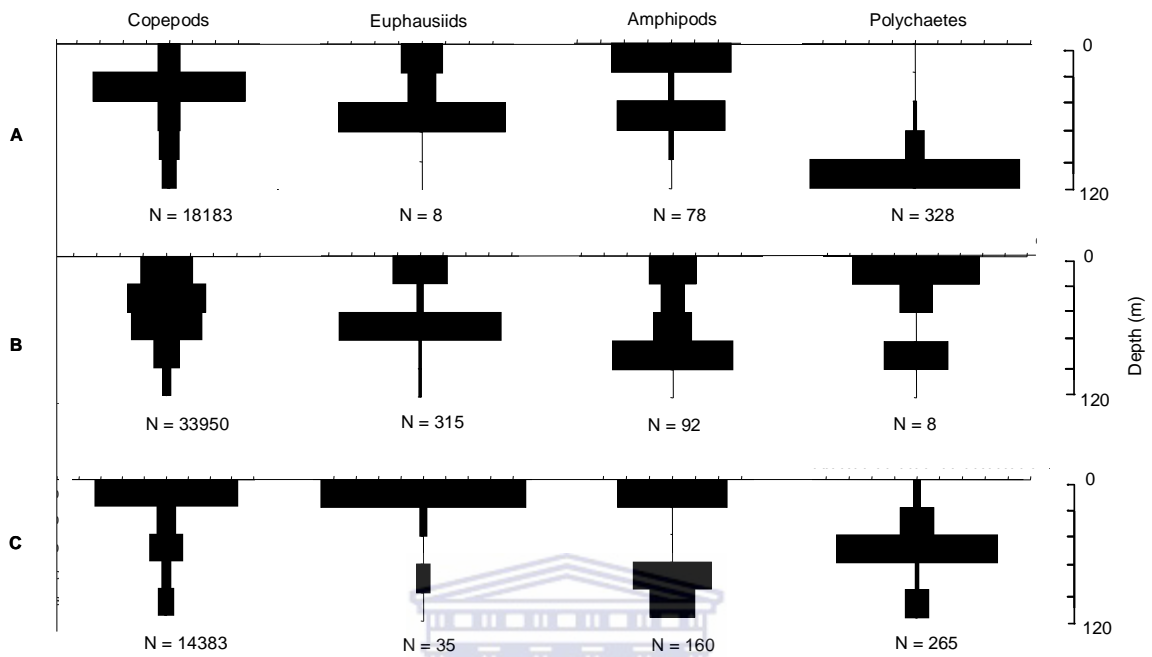 Copepods Euphausiids Amphipods Polychaetes
0
A
120
N = 18183 N = 8 N = 78 N = 328
0
B
Depth (m)
120
N = 33950 N = 315 N = 92 N = 8
0
C
120
N = 14383 N = 35 N = 160 N = 265